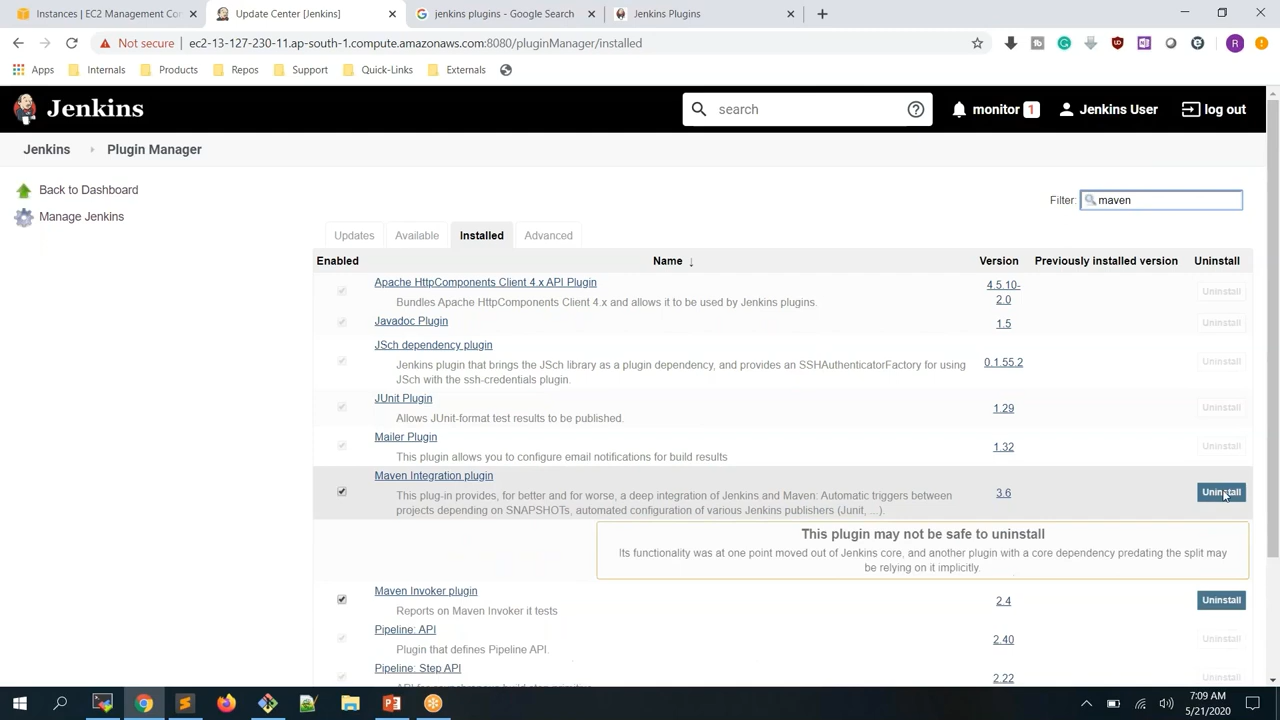 Instances | EC2 Management Con
Update Center [Jenkins]
jenkins plugins - Google Search
Jenkins Plugins
Not secure | ec2-13-127-230-11.ap-south-1.compute.amazonaws.com:8080/pluginManager/installed
Apps Internals Products Repos Support Quick-Links Externals
Jenkins
search
monitor 1
Jenkins User
log out
Jenkins Plugin Manager
Back to Dashboard
Manage Jenkins
Filter: maven
Updates Available Installed Advanced
Enabled Name ↓ Version Previously installed version Uninstall
Apache HttpComponents Client 4.x API Plugin
Bundles Apache HttpComponents Client 4.x and allows it to be used by Jenkins plugins.
4.5.10-
2.0
Uninstall
Javadoc Plugin
1.5
Uninstall
JSch dependency plugin
Jenkins plugin that brings the JSch library as a plugin dependency, and provides an SSHAuthenticatorFactory for using
JSch with the ssh-credentials plugin.
0.1.55.2
Uninstall
JUnit Plugin
Allows JUnit-format test results to be published.
1.29
Uninstall
Mailer Plugin
This plugin allows you to configure email notifications for build results
1.32
Uninstall
Maven Integration plugin
This plug-in provides, for better and for worse, a deep integration of Jenkins and Maven: Automatic triggers between
projects depending on SNAPSHOTs, automated configuration of various Jenkins publishers (Junit, ...).
3.6
Uninstall
This plugin may not be safe to uninstall
Its functionality was at one point moved out of Jenkins core, and another plugin with a core dependency predating the split may
be relying on it implicitly.
Maven Invoker plugin
Reports on Maven Invoker it tests
2.4
Uninstall
Pipeline: API
Plugin that defines Pipeline API.
2.40
Uninstall
Pipeline: Step API
2.22
Uninstall
7:09 AM
5/21/2020